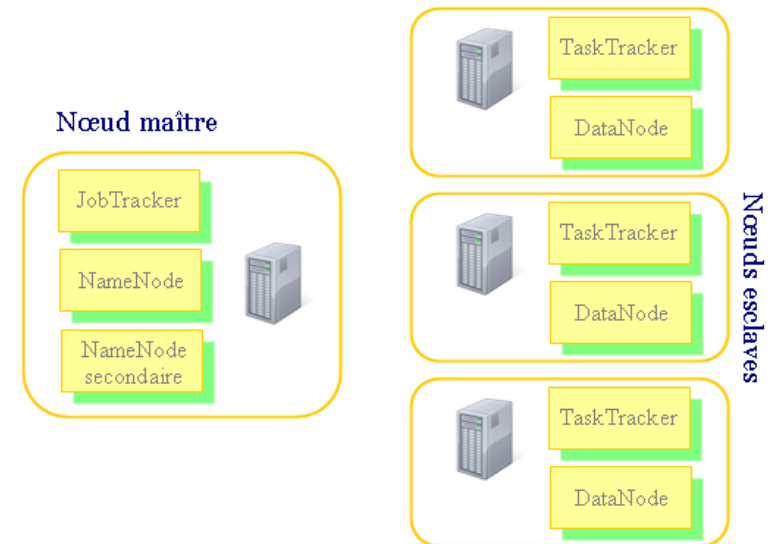 Nœud maître
JobTracker
NameNode
NameNode
secondaire
TaskTracker
DataNode
TaskTracker
DataNode
TaskTracker
DataNode
Nœuds esclaves